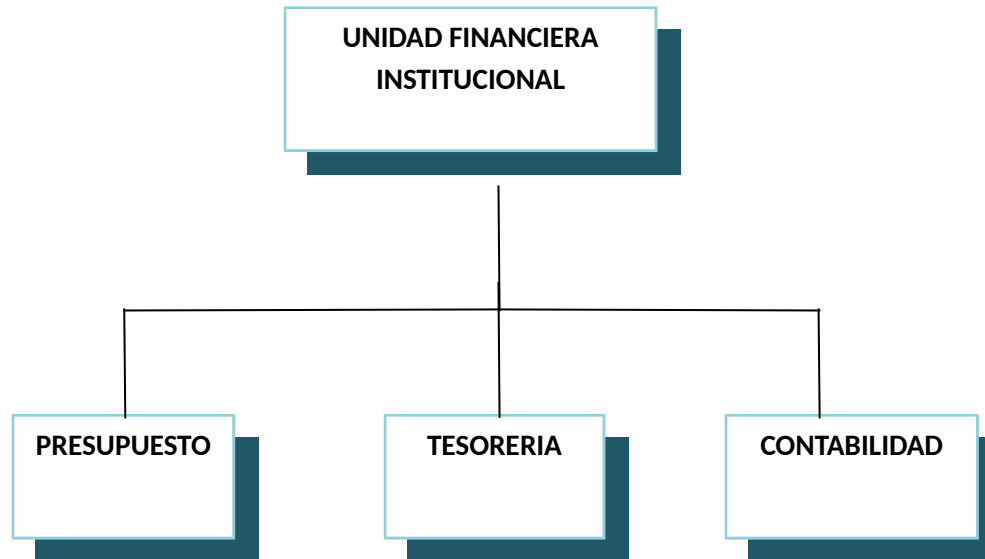 UNIDAD FINANCIERA
INSTITUCIONAL
PRESUPUESTO
TESORERIA
CONTABILIDAD